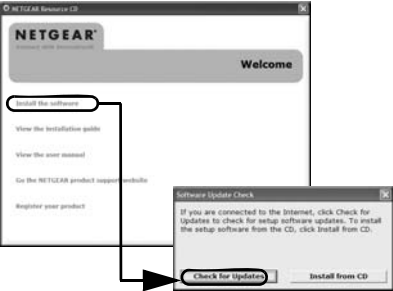 NETGEAR Resource CD
NETGEAR
Connect with Innovation
Welcome
Install the software
View the installation guide
View the user manual
Go the NETGEAR product support website
Register your product
Software Update Check
If you are connected to the Internet, click Check for
Updates to check for setup software updates. To install
the setup software from the CD, click Install from CD.
Check for Updates
Install from CD